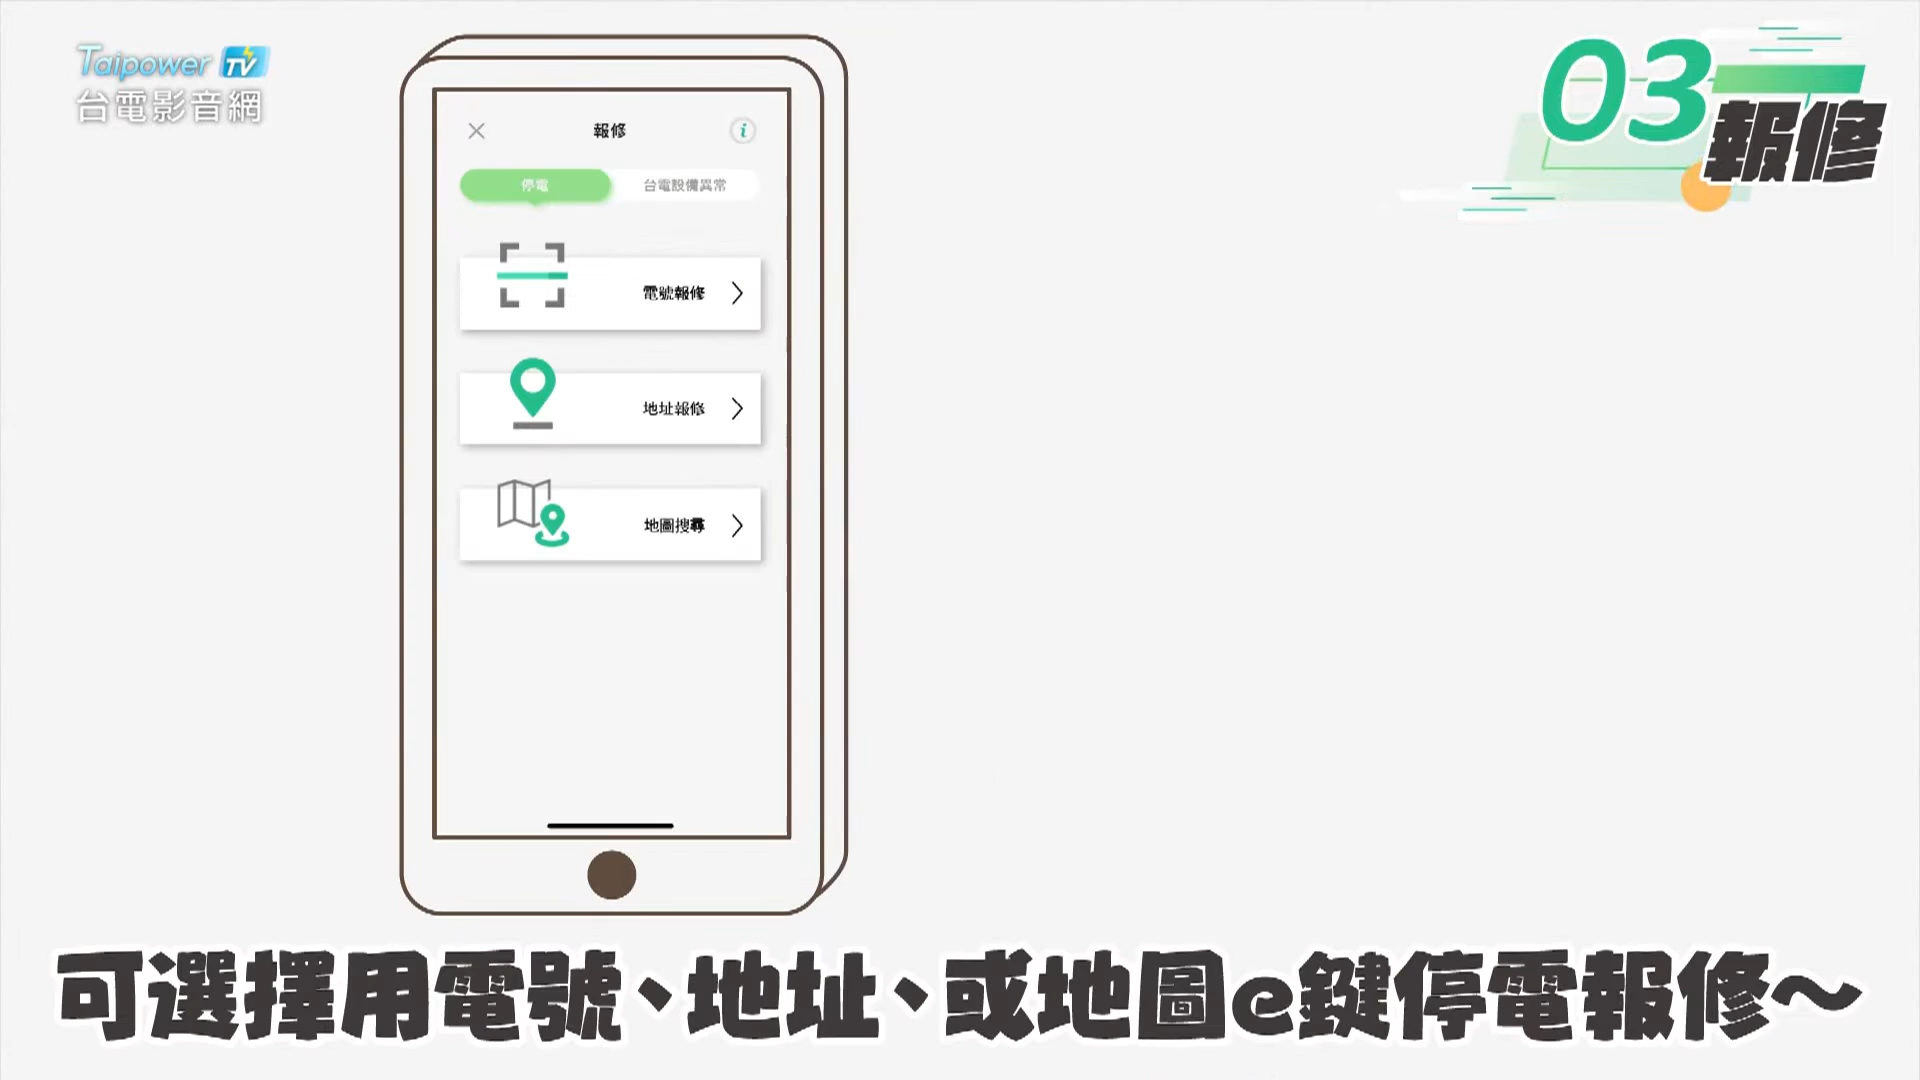 Taipower TV
台電影音網
03
報修
報修
停電
台電設備異常
電號報修
地址報修
地圖搜尋
可選擇用電號、地址、或地圖e鍵停電報修～